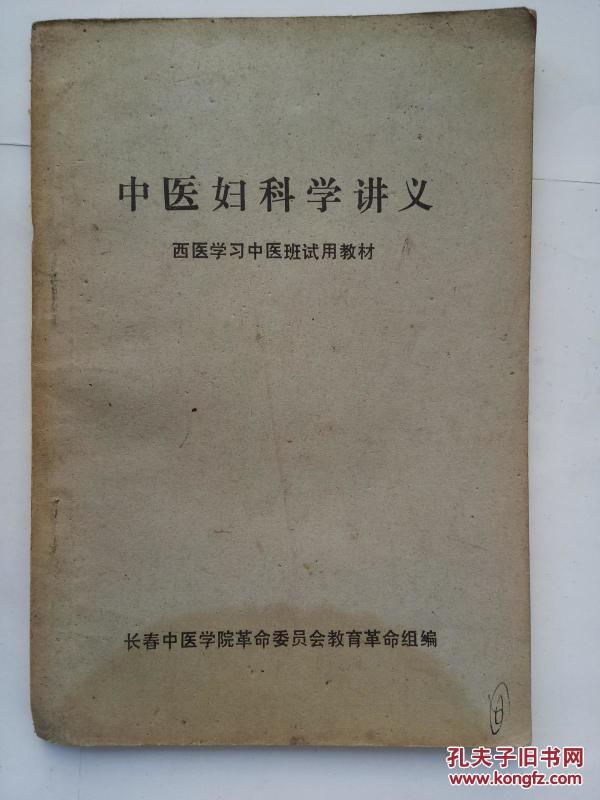 中医妇科学讲义
西医学习中医班试用教材
长春中医学院革命委员会教育革命组编
孔夫子旧书网
www.kongfz.com